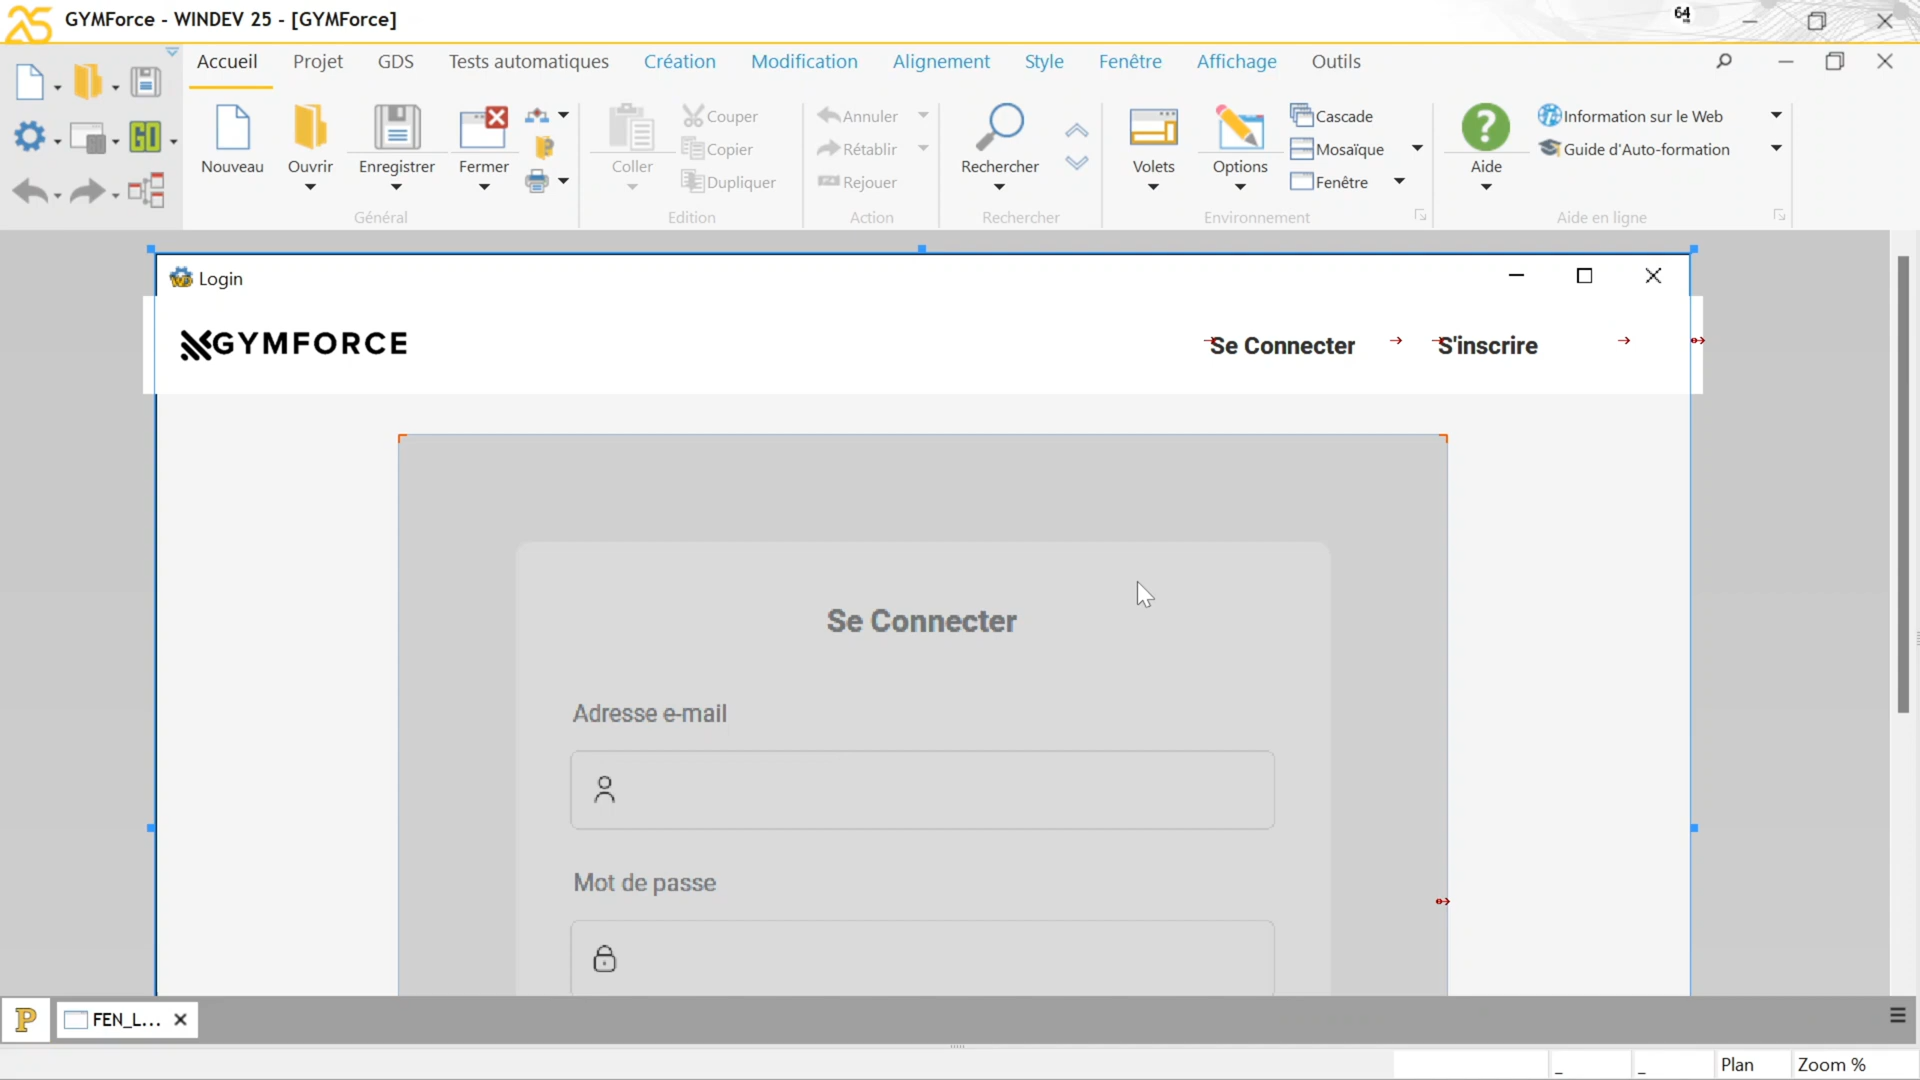 GYMForce - WINDEV 25 - [GYMForce]
64
Accueil Projet GDS Tests automatiques Création Modification Alignement Style Fenêtre Affichage Outils
Nouveau Ouvrir Enregistrer Fermer
Général
Coller Couper
Copier
Dupliquer
Edition
Annuler
Rétablir
Rejouer
Action
Rechercher
Rechercher
Volets Options Cascade
Mosaïque
Fenêtre
Environnement
Aide Information sur le Web
Guide d'Auto-formation
Aide en ligne
GO
Login
GYMFORCE Se Connecter S'inscrire
Se Connecter
Adresse e-mail
Mot de passe
FEN_L...
Plan Zoom %